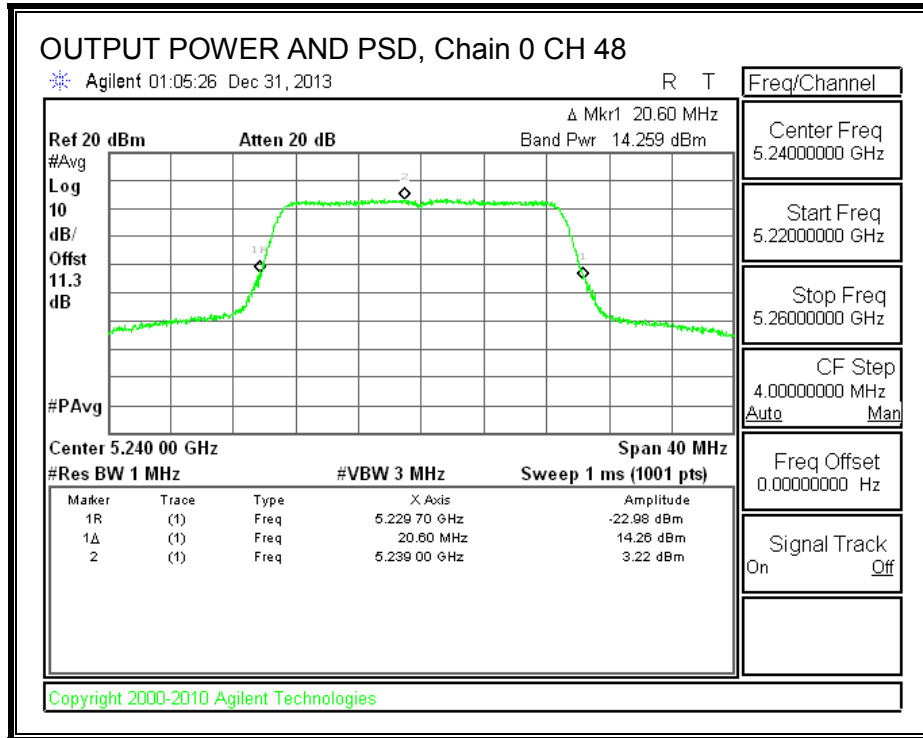 OUTPUT POWER AND PSD, Chain 0 CH 48
Agilent 01:05:26 Dec 31, 2013 R T
Δ Mkr1 20.60 MHz
Ref 20 dBm Atten 20 dB Band Pwr 14.259 dBm
#Avg
Log
10
dB/
Offst
11.3
dB
#PAvg
2
1R
1
Center 5.240 00 GHz Span 40 MHz
#Res BW 1 MHz #VBW 3 MHz Sweep 1 ms (1001 pts)
Marker Trace Type X Axis Amplitude
1R (1) Freq 5.229 70 GHz -22.98 dBm
1Δ (1) Freq 20.60 MHz 14.26 dBm
2 (1) Freq 5.239 00 GHz 3.22 dBm
Freq/Channel
Center Freq
5.24000000 GHz
Start Freq
5.22000000 GHz
Stop Freq
5.26000000 GHz
CF Step
4.00000000 MHz
Auto Man
Freq Offset
0.00000000 Hz
Signal Track
On Off
Copyright 2000-2010 Agilent Technologies